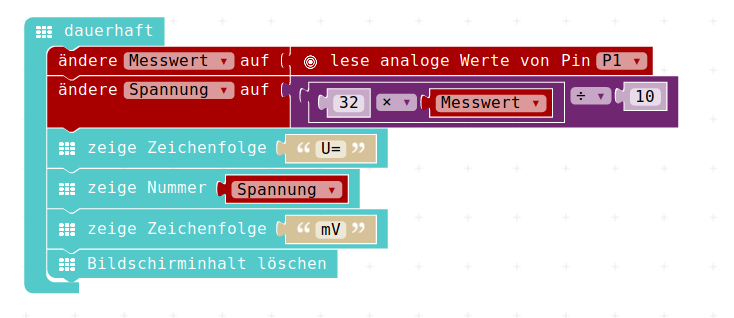 dauerhaft
ändere Messwert ▾ auf lese analoge Werte von Pin P1 ▾
ändere Spannung ▾ auf 32 × ▾ Messwert ▾ ÷ ▾ 10
zeige Zeichenfolge “ U= ”
zeige Nummer Spannung ▾
zeige Zeichenfolge “ mV ”
Bildschirminhalt löschen